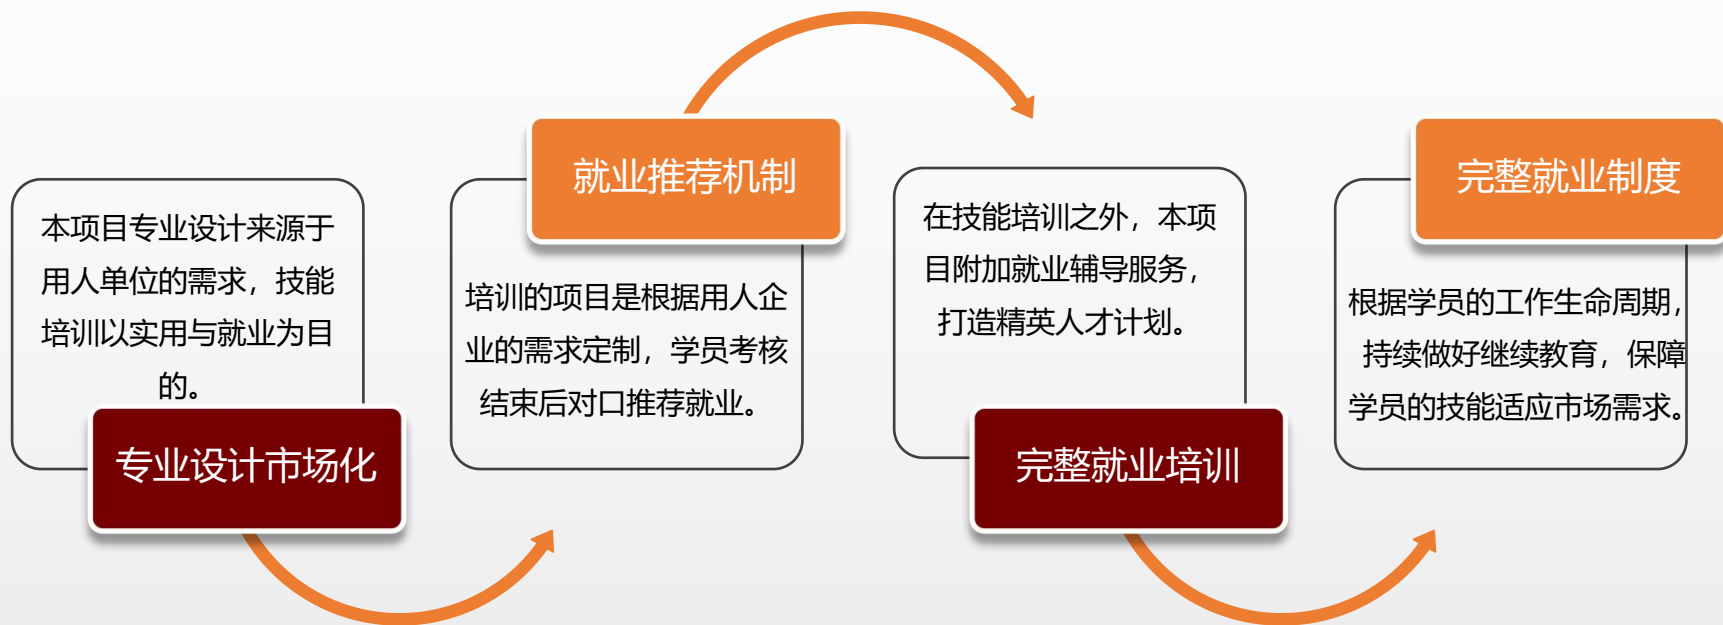 本项目专业设计来源于
用人单位的需求，技能
培训以实用与就业为目
的。
专业设计市场化
就业推荐机制
培训的项目是根据用人企
业的需求定制，学员考核
结束后对口推荐就业。
在技能培训之外，本项
目附加就业辅导服务，
打造精英人才计划。
完整就业培训
完整就业制度
根据学员的工作生命周期，
持续做好继续教育，保障
学员的技能适应市场需求。